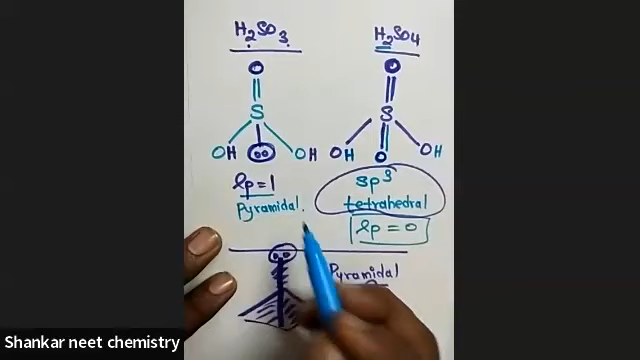 H2SO3
H2SO4
O
O
S
S
OH
OH
OH
O
OH
lp = 1
sp3
Pyramidal.
tetrahedral
lp = 0
Pyramidal
Shankar neet chemistry